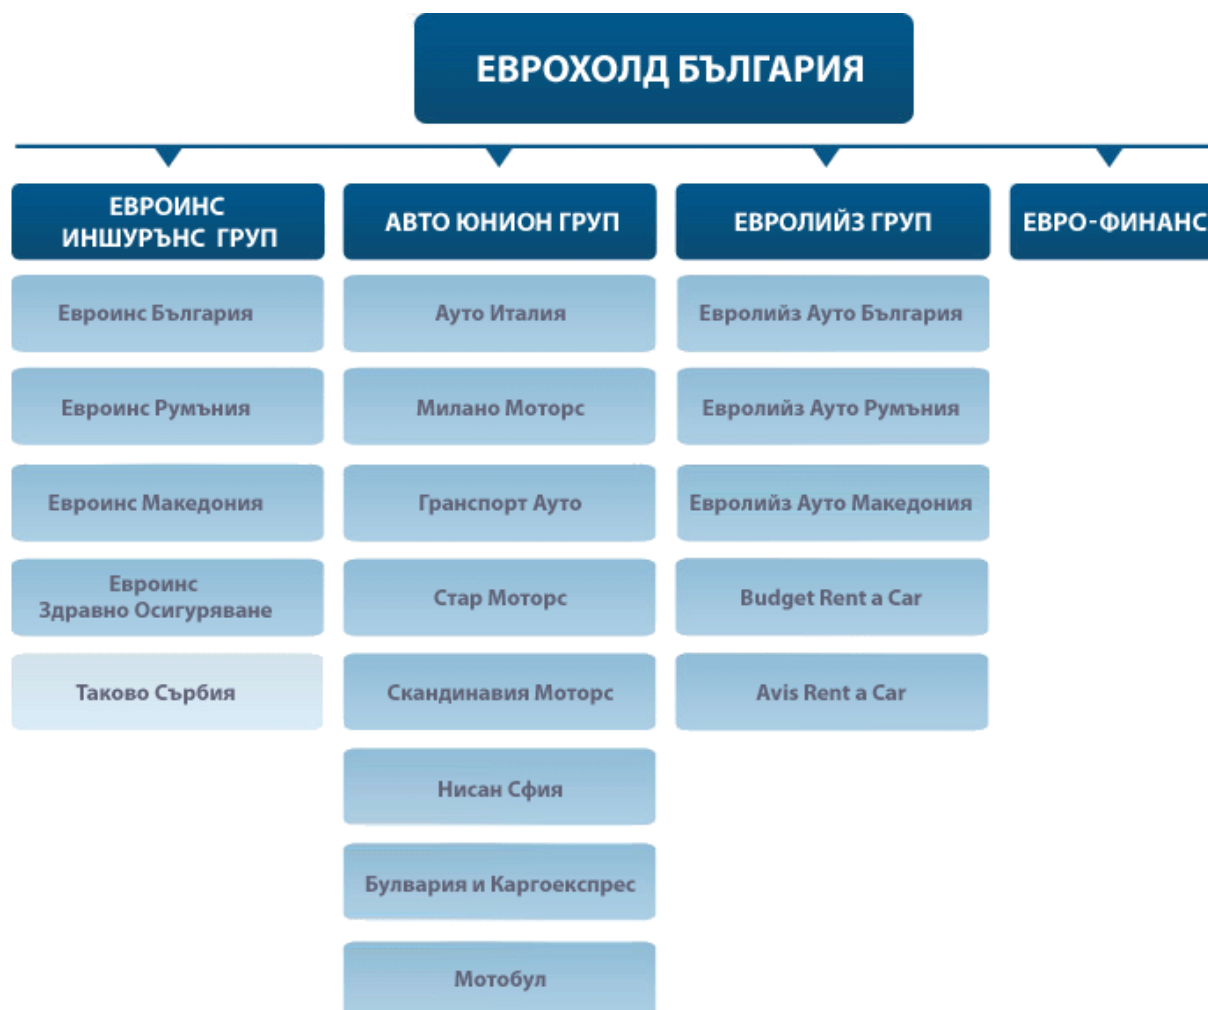 ЕВРОХОЛД БЪЛГАРИЯ
ЕВРОИНС
ИНШУРЪНС ГРУП
Евроинс България
Евроинс Румъния
Евроинс Македония
Евроинс
Здравно Осигуряване
Таково Сърбия
АВТО ЮНИОН ГРУП
Ауто Италия
Милано Моторс
Гранспорт Ауто
Стар Моторс
Скандинавия Моторс
Нисан Сфия
Булвария и Каргоекспрес
Мотобул
ЕВРОЛИЙЗ ГРУП
Евролийз Ауто България
Евролийз Ауто Румъния
Евролийз Ауто Македония
Budget Rent a Car
Avis Rent a Car
ЕВРО-ФИНАНС